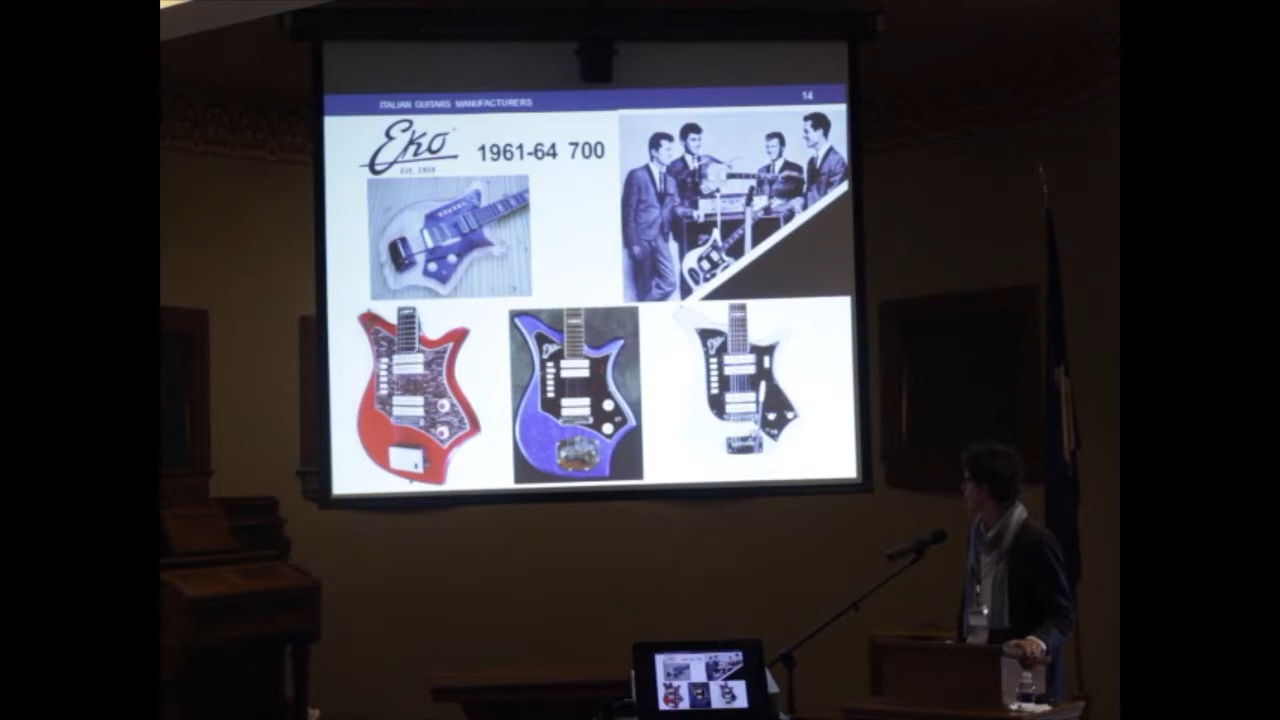 ITALIAN GUITARS MANUFACTURERS
14
Eko
EST. 1959
1961-64 700